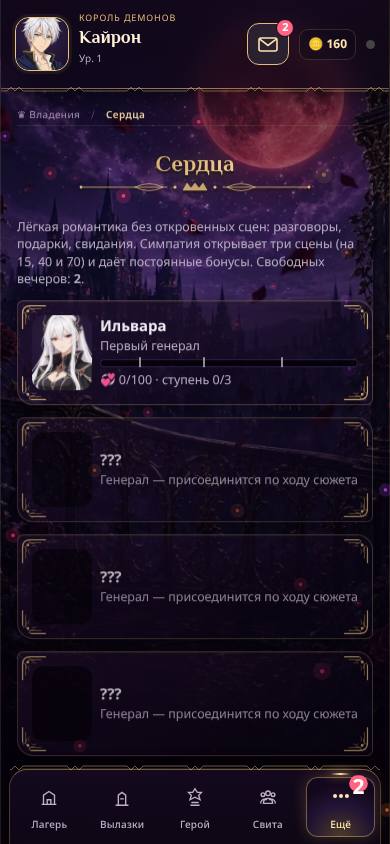 КОРОЛЬ ДЕМОНОВ
Кайрон
Ур. 1
2
160
Владения / Сердца
Сердца
Лёгкая романтика без откровенных сцен: разговоры,
подарки, свидания. Симпатия открывает три сцены (на
15, 40 и 70) и даёт постоянные бонусы. Свободных
вечеров: 2.
Ильвара
Первый генерал
0/100 · ступень 0/3
???
Генерал — присоединится по ходу сюжета
???
Генерал — присоединится по ходу сюжета
???
Генерал — присоединится по ходу сюжета
2
Лагерь
Вылазки
Герой
Свита
Ещё